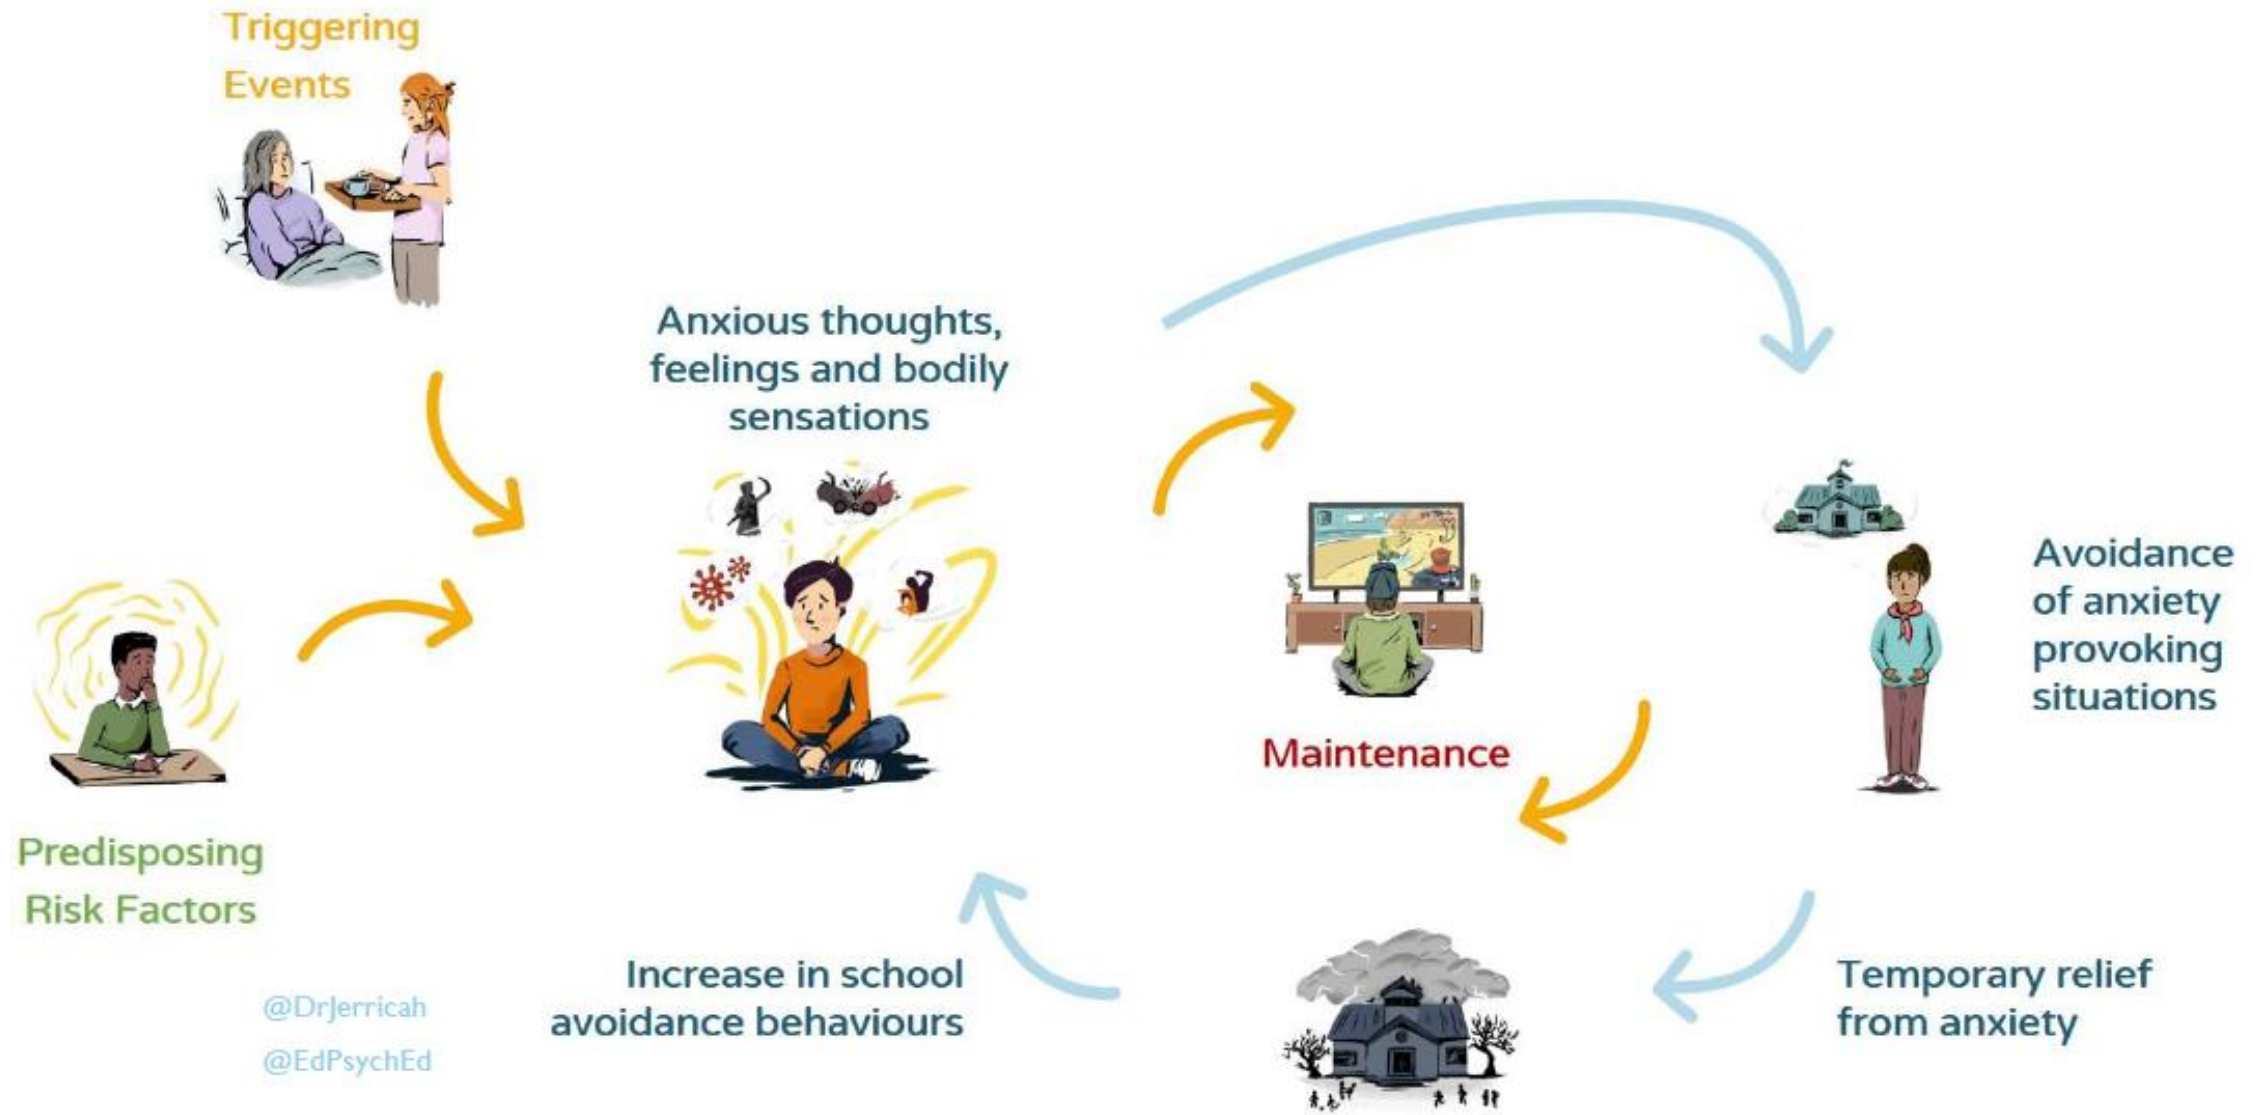 Triggering
Events
Anxious thoughts,
feelings and bodily
sensations
Avoidance
of anxiety
provoking
situations
Maintenance
Predisposing
Risk Factors
Increase in school
avoidance behaviours
Temporary relief
from anxiety
@DrJerricah
@EdPsychEd